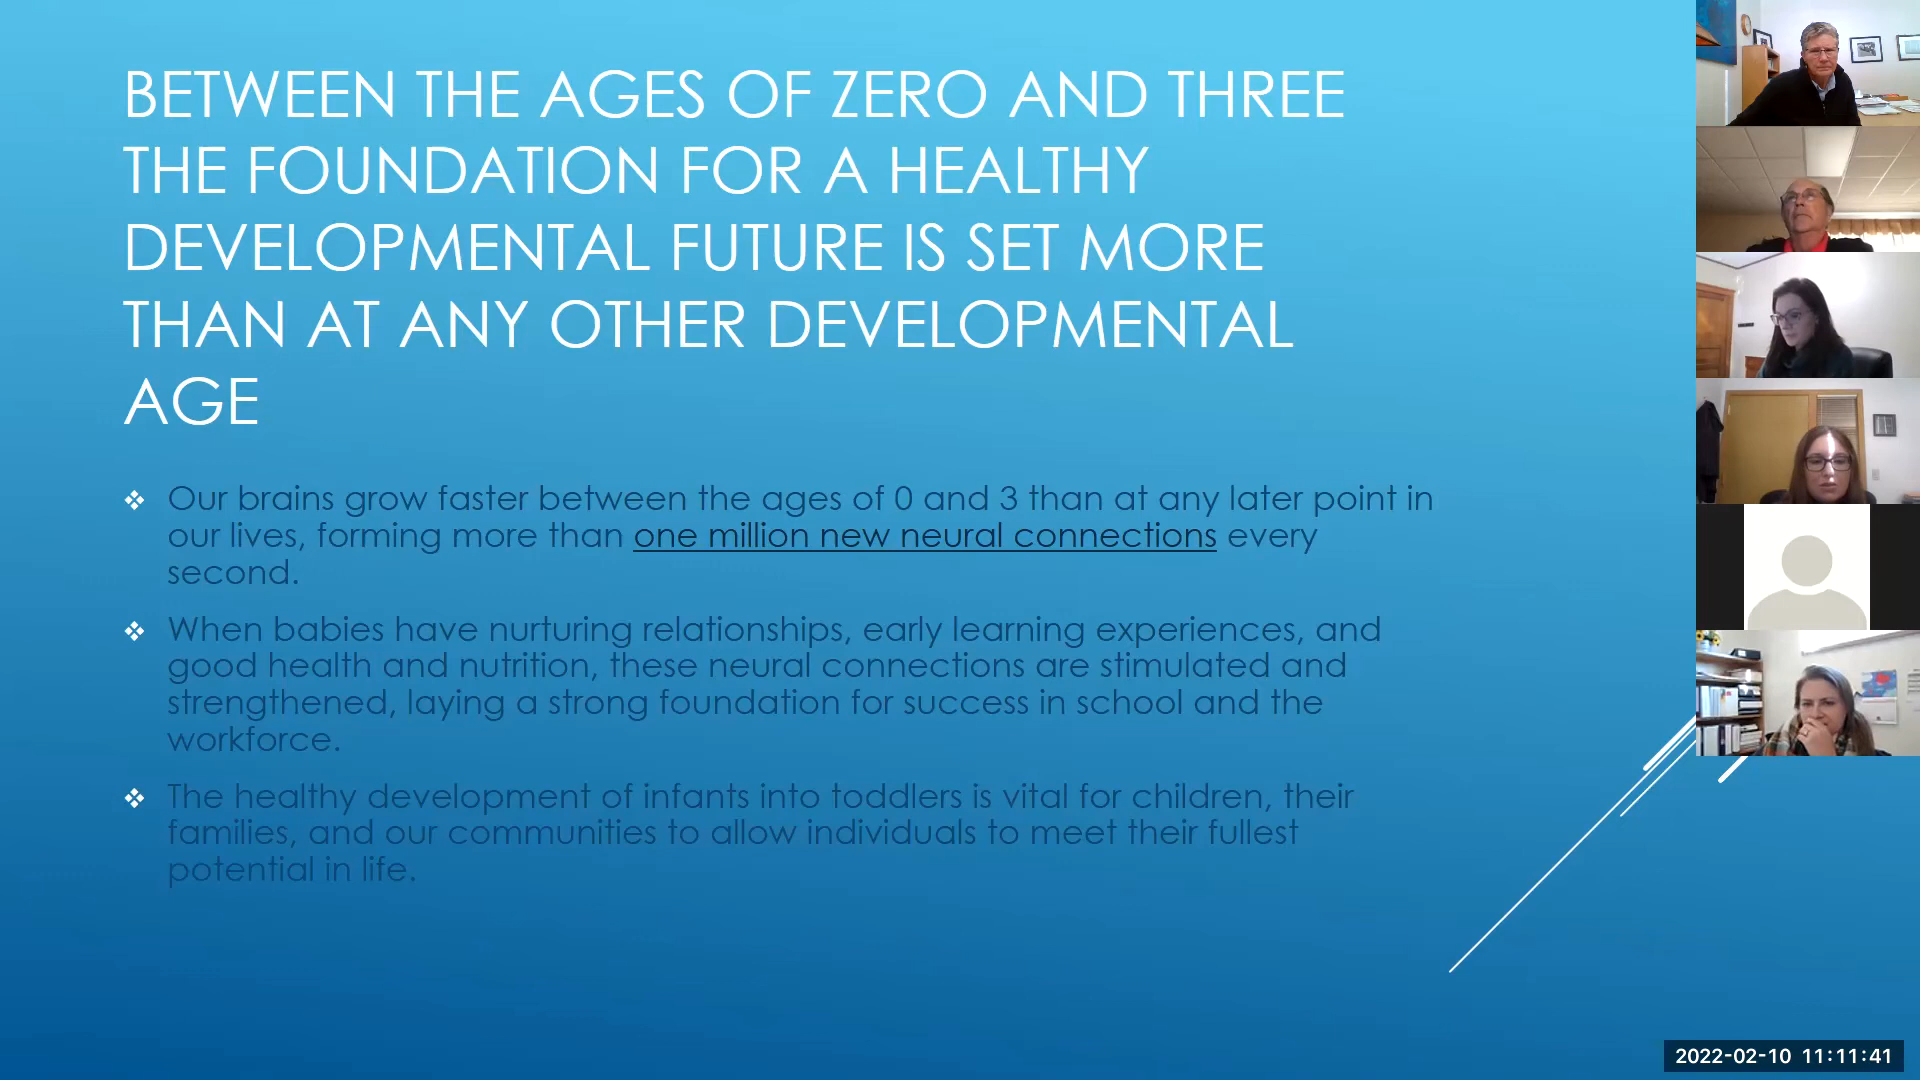 BETWEEN THE AGES OF ZERO AND THREE
THE FOUNDATION FOR A HEALTHY
DEVELOPMENTAL FUTURE IS SET MORE
THAN AT ANY OTHER DEVELOPMENTAL
AGE
Our brains grow faster between the ages of 0 and 3 than at any later point in
our lives, forming more than one million new neural connections every
second.
When babies have nurturing relationships, early learning experiences, and
good health and nutrition, these neural connections are stimulated and
strengthened, laying a strong foundation for success in school and the
workforce.
The healthy development of infants into toddlers is vital for children, their
families, and our communities to allow individuals to meet their fullest
potential in life.
2022-02-10 11:11:41